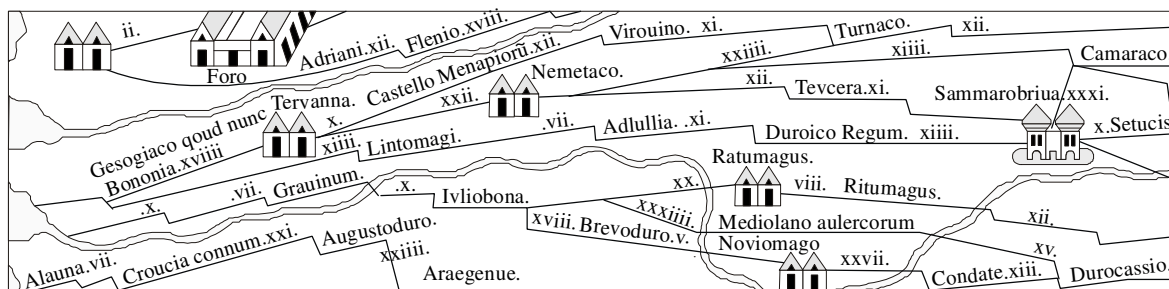 ii.
Foro
Adriani.xii.
Flenio.xviii.
Virouino. xi.
Turnaco.
xii.
Castello Menapiorũ.xii.
xxiiii.
xiiii.
Camaraco.
Nemetaco.
Tervanna.
x.
xxii.
xii.
Tevcera.xi.
Sammarobriua.xxxi.
Gesogiaco qoud nunc
Bononia.xviiii
xiiii.
Lintomagi.
.vii.
Adlullia. .xi.
Duroico Regum. xiiii.
x.Setucis
Ratumagus.
.x.
.vii.
Grauinum.
.x.
Ivliobona.
xx.
viii.
Ritumagus.
xii.
xxxiiii.
Mediolano aulercorum
xviii.
Brevoduro.v.
Noviomago
xv.
Alauna.vii.
Croucia connum.xxi.
Augustoduro.
xxiiii.
Araegenue.
xxvii.
Condate.xiii.
Durocassio.